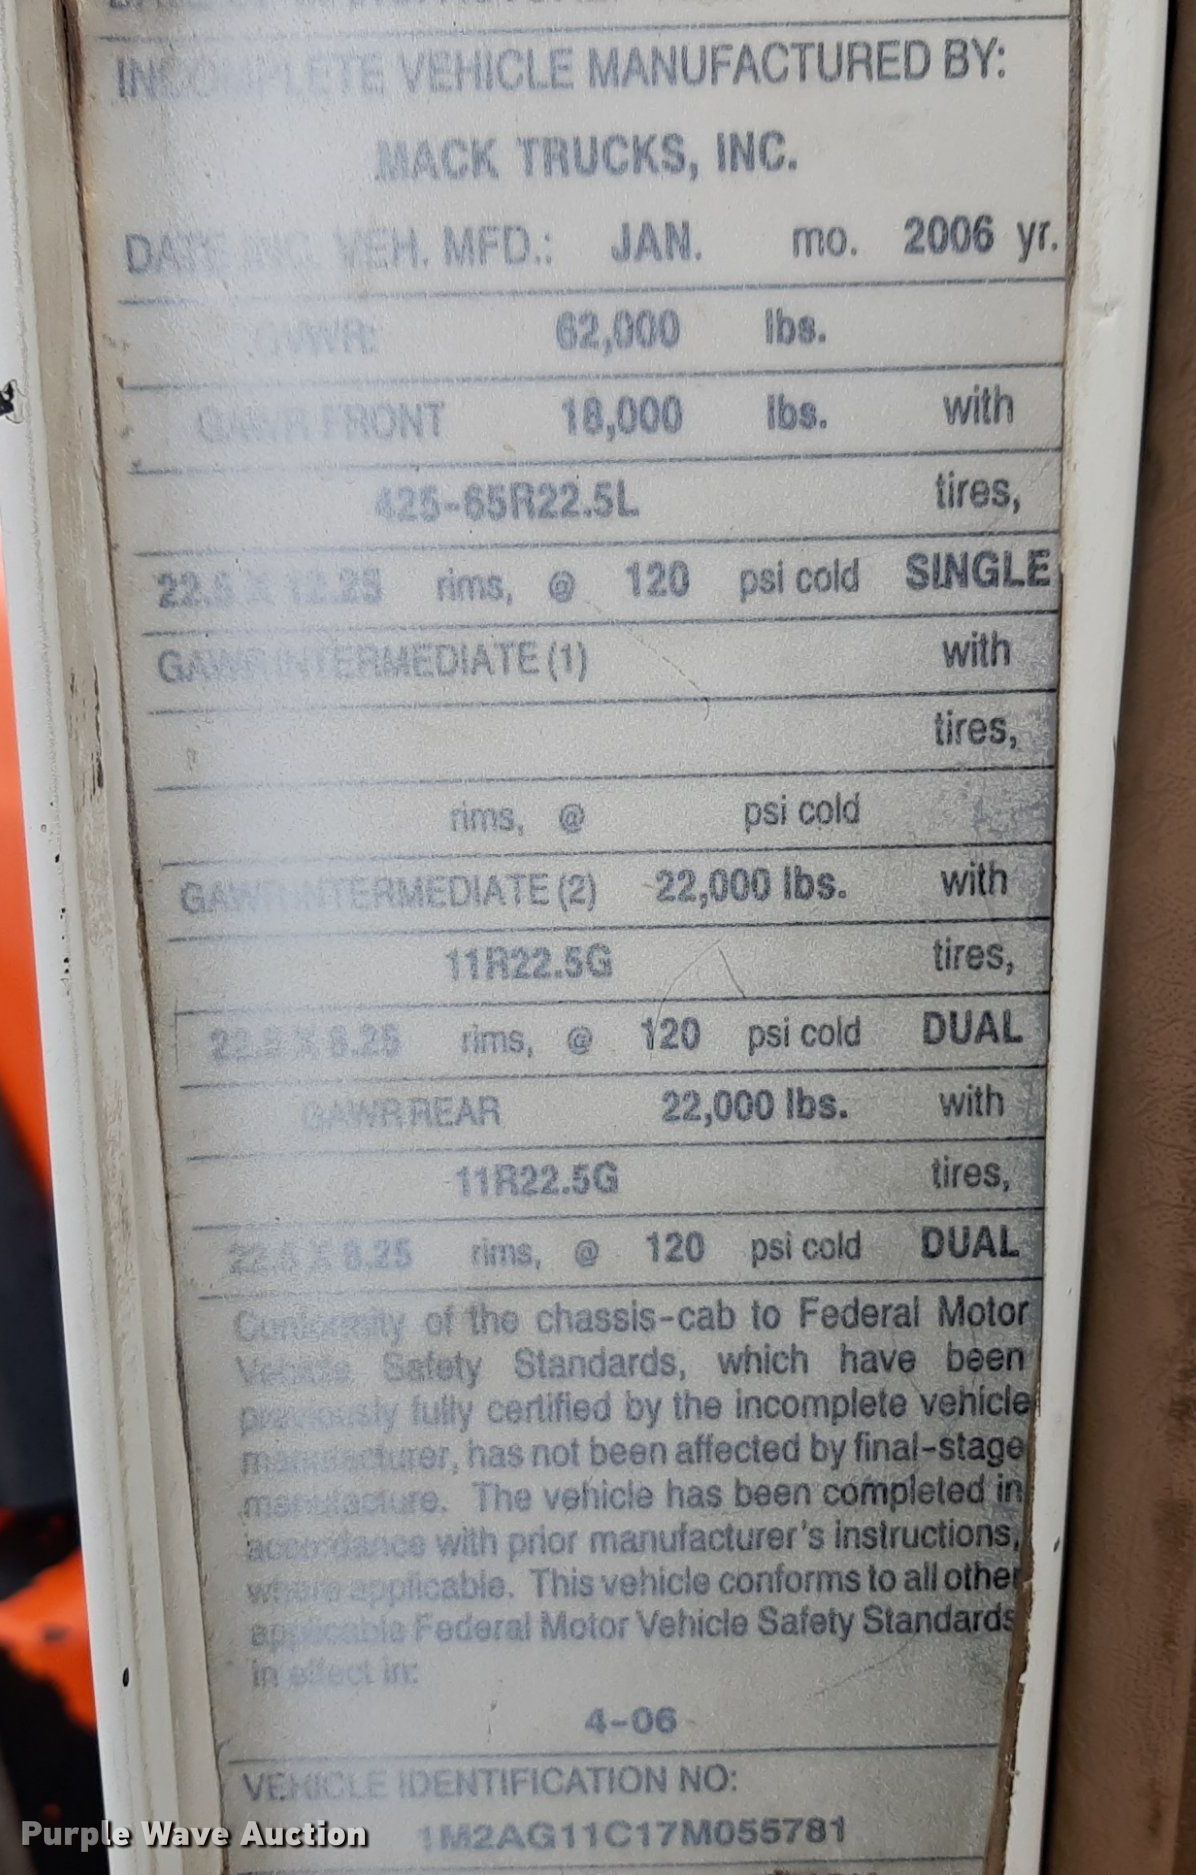 INCOMPLETE VEHICLE MANUFACTURED BY:
MACK TRUCKS, INC.
DATE INC. VEH. MFD.: JAN. mo. 2006 yr.
GVWR: 62,000 lbs.
GAWR FRONT 18,000 lbs. with
425-65R22.5L tires,
22.5 X 12.25 rims, @ 120 psi cold SINGLE
GAWR INTERMEDIATE (1) with
tires,
rims, @ psi cold
GAWR INTERMEDIATE (2) 22,000 lbs. with
11R22.5G tires,
22.5 X 8.25 rims, @ 120 psi cold DUAL
GAWR REAR 22,000 lbs. with
11R22.5G tires,
22.5 X 8.25 rims, @ 120 psi cold DUAL
Conformity of the chassis-cab to Federal Motor
Vehicle Safety Standards, which have been
previously fully certified by the incomplete vehicle
manufacturer, has not been affected by final-stage
manufacture. The vehicle has been completed in
accordance with prior manufacturer's instructions,
where applicable. This vehicle conforms to all other
applicable Federal Motor Vehicle Safety Standards
in effect in:
4-06
VEHICLE IDENTIFICATION NO:
1M2AG11C17M055781
Purple Wave Auction